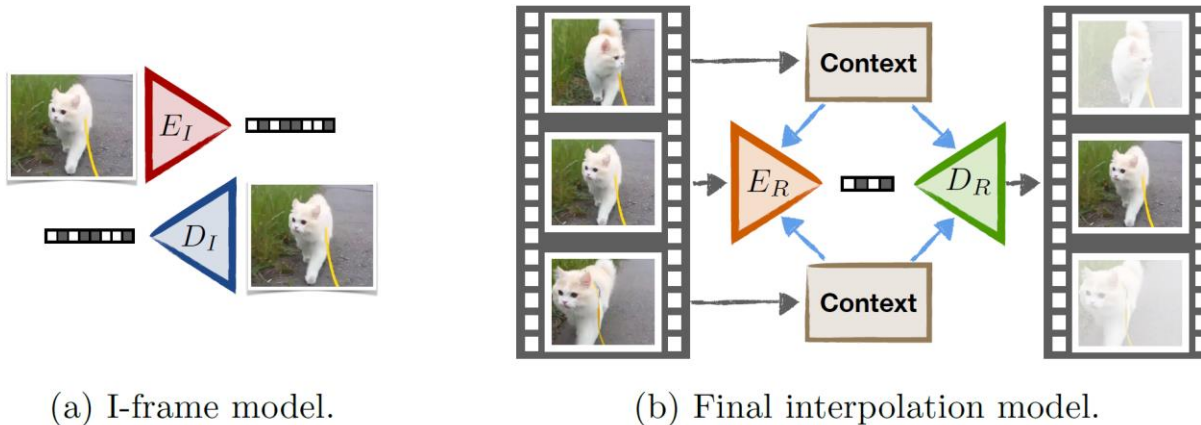 E_I
D_I
Context
E_R
D_R
Context
(a) I-frame model.
(b) Final interpolation model.